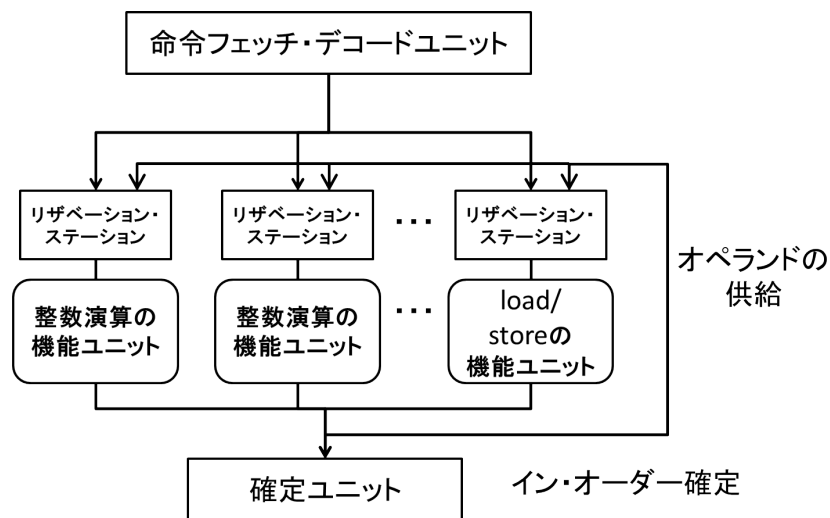 命令フェッチ・デコードユニット
リザベーション・
ステーション
リザベーション・
ステーション
・・・
リザベーション・
ステーション
オペランドの
供給
整数演算の
機能ユニット
整数演算の
機能ユニット
・・・
load/
storeの
機能ユニット
確定ユニット
イン・オーダー確定